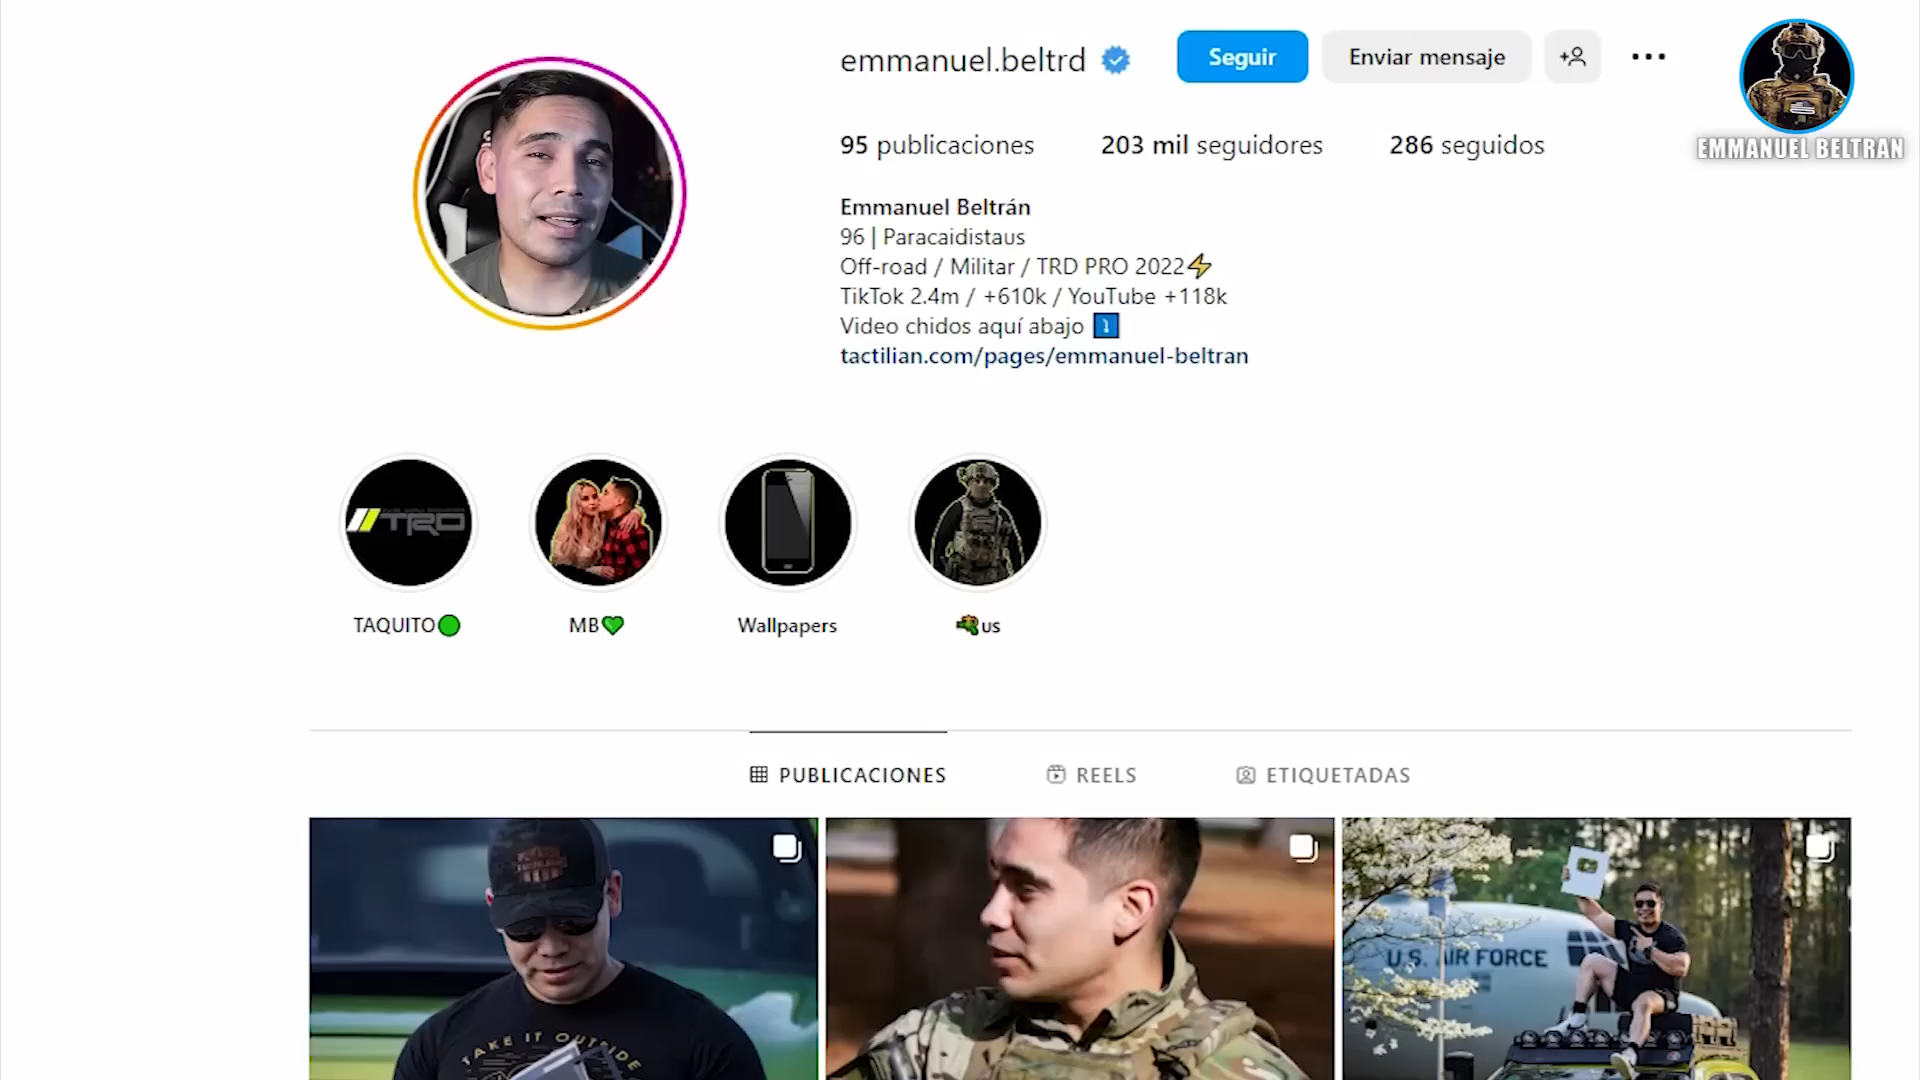 emmanuel.beltrd
Seguir
Enviar mensaje
EMMANUEL BELTRAN
95 publicaciones
203 mil seguidores
286 seguidos
Emmanuel Beltrán
96 | Paracaidistaus
Off-road / Militar / TRD PRO 2022⚡
TikTok 2.4m / +610k / YouTube +118k
Video chidos aquí abajo
tactilian.com/pages/emmanuel-beltran
TRD
TAQUITO
MB💚
Wallpapers
🔫us
PUBLICACIONES
REELS
ETIQUETADAS
TAKE IT OUTSIDE
U.S. AIR FORCE